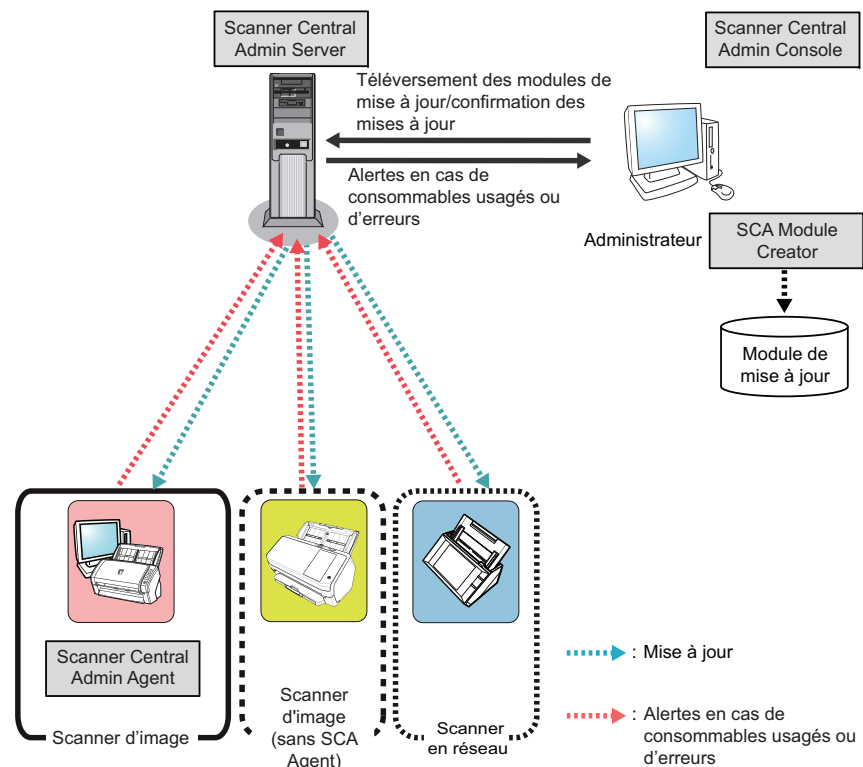 Scanner Central
Admin Server
Scanner Central
Admin Console
Téléversement des modules de
mise à jour/confirmation des
mises à jour
Alertes en cas de
consommables usagés ou
d’erreurs
Administrateur
SCA Module
Creator
Module de
mise à jour
Scanner Central
Admin Agent
Scanner d’image
Scanner
d'image
(sans SCA
Agent)
Scanner
en réseau
: Mise à jour
: Alertes en cas de
consommables usagés ou
d’erreurs